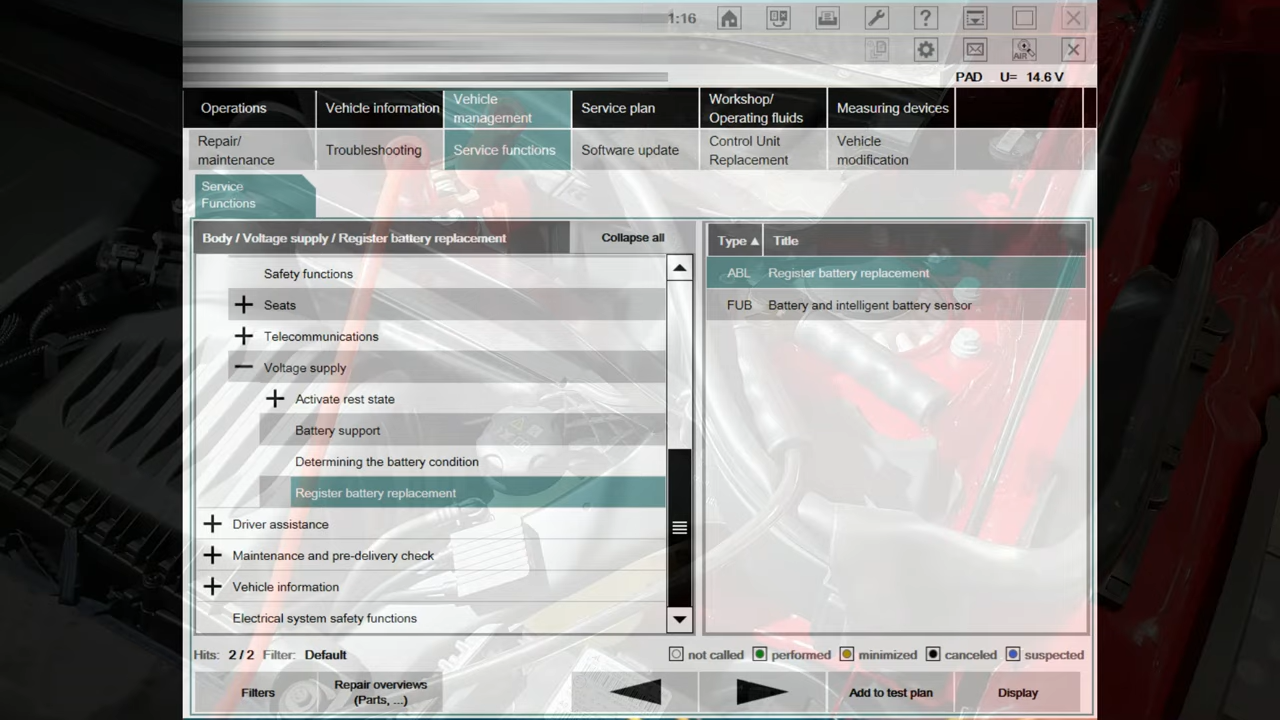 1:16
PAD U= 14.6 V
Operations
Vehicle information
Vehicle
management
Service plan
Workshop/
Operating fluids
Measuring devices
Repair/
maintenance
Troubleshooting
Service functions
Software update
Control Unit
Replacement
Vehicle
modification
Service
Functions
Body / Voltage supply / Register battery replacement
Collapse all
Safety functions
Seats
Telecommunications
Voltage supply
Activate rest state
Battery support
Determining the battery condition
Register battery replacement
Driver assistance
Maintenance and pre-delivery check
Vehicle information
Electrical system safety functions
Type ▲ Title
ABL Register battery replacement
FUB Battery and intelligent battery sensor
Hits: 2 / 2 Filter: Default
not called performed minimized canceled suspected
Filters
Repair overviews
(Parts, ...)
Add to test plan
Display